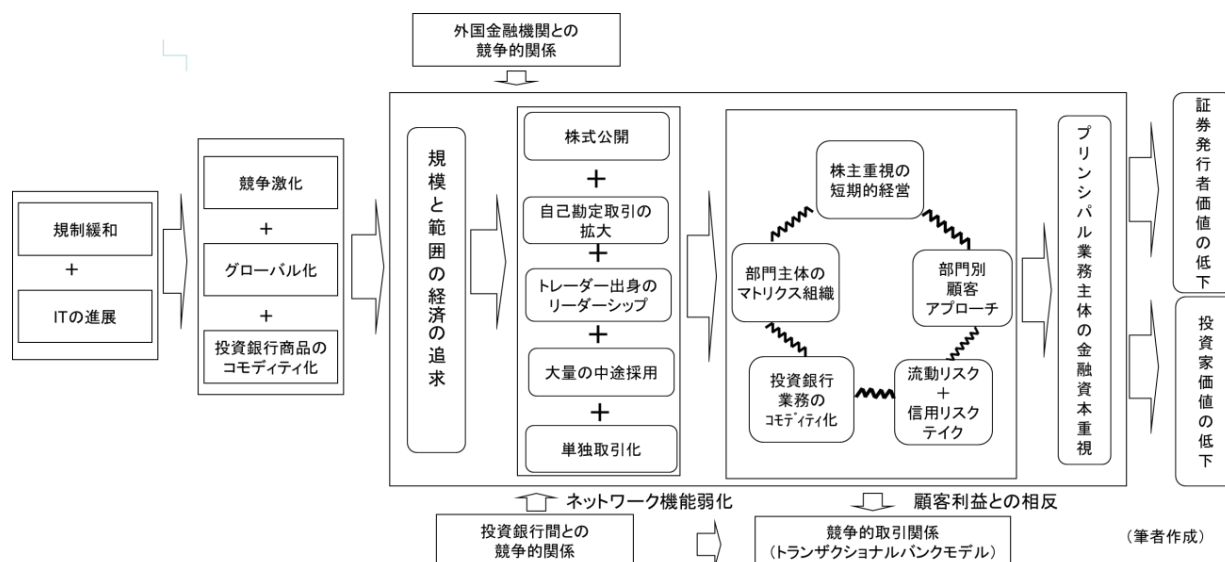 外国金融機関との
競争的関係
規制緩和
+
ITの進展
競争激化
+
グローバル化
+
投資銀行商品の
コモディティ化
規模と範囲の経済の追求
株式公開
+
自己勘定取引の
拡大
+
トレーダー出身の
リーダーシップ
+
大量の中途採用
+
単独取引化
株主重視の
短期的経営
部門主体の
マトリクス組織
部門別
顧客
アプローチ
投資銀行
業務の
コモディティ化
流動リスク
+
信用リスク
テイク
プリンシパル業務主体の金融資本重視
証券発行者価値の低下
投資家価値の低下
ネットワーク機能弱化
顧客利益との相反
投資銀行間との
競争的関係
競争的取引関係
(トランザクショナルバンクモデル)
(筆者作成)